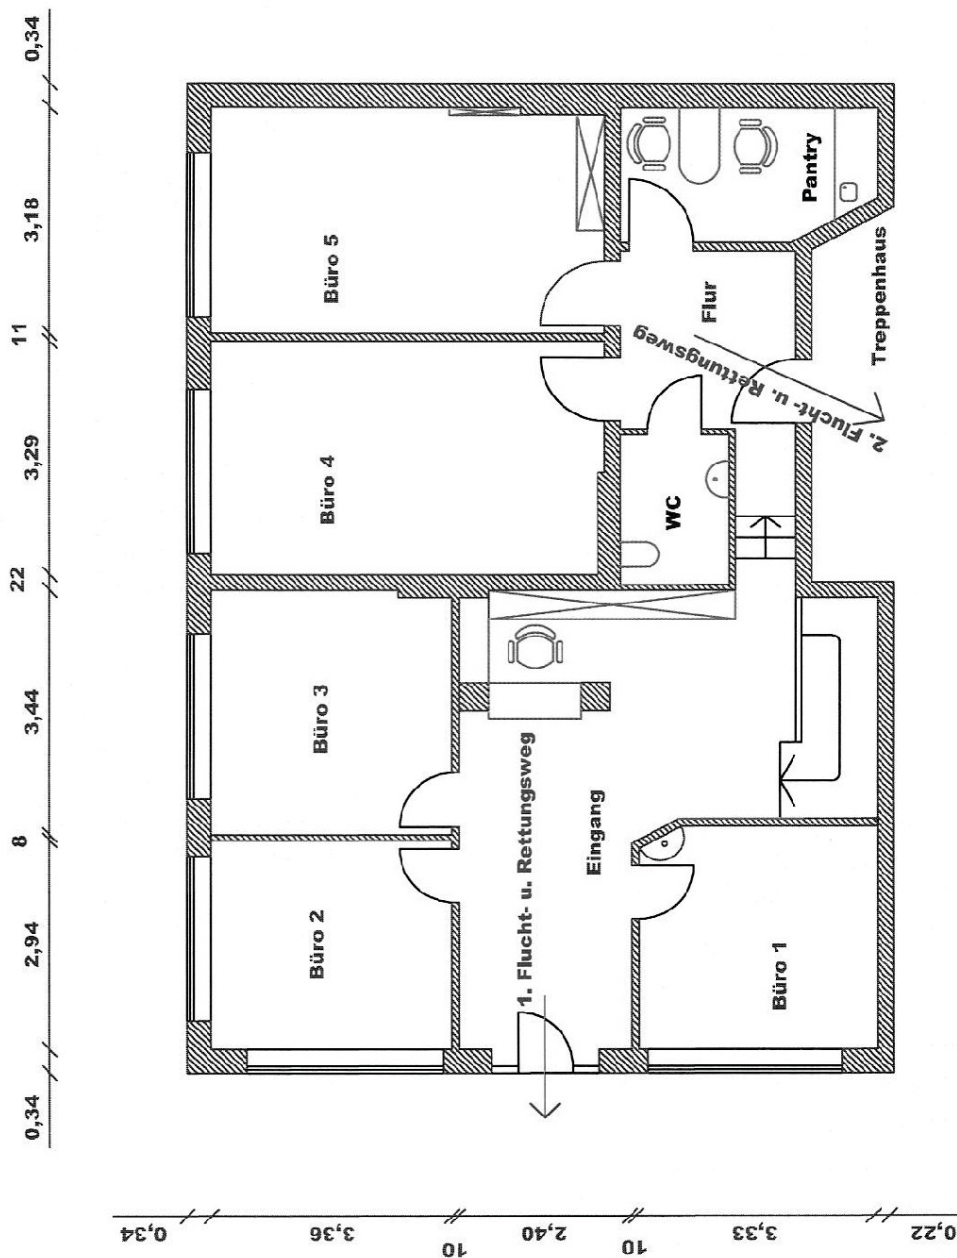 0,34
3,18
11
3,29
22
3,44
8
2,94
0,34
Büro 5
Büro 4
Büro 3
Büro 2
Pantry
Flur
Treppenhaus
2. Flucht- u. Rettungsweg
WC
1. Flucht- u. Rettungsweg
Eingang
Büro 1
0,34
3,36
10
2,40
10
3,33
0,22